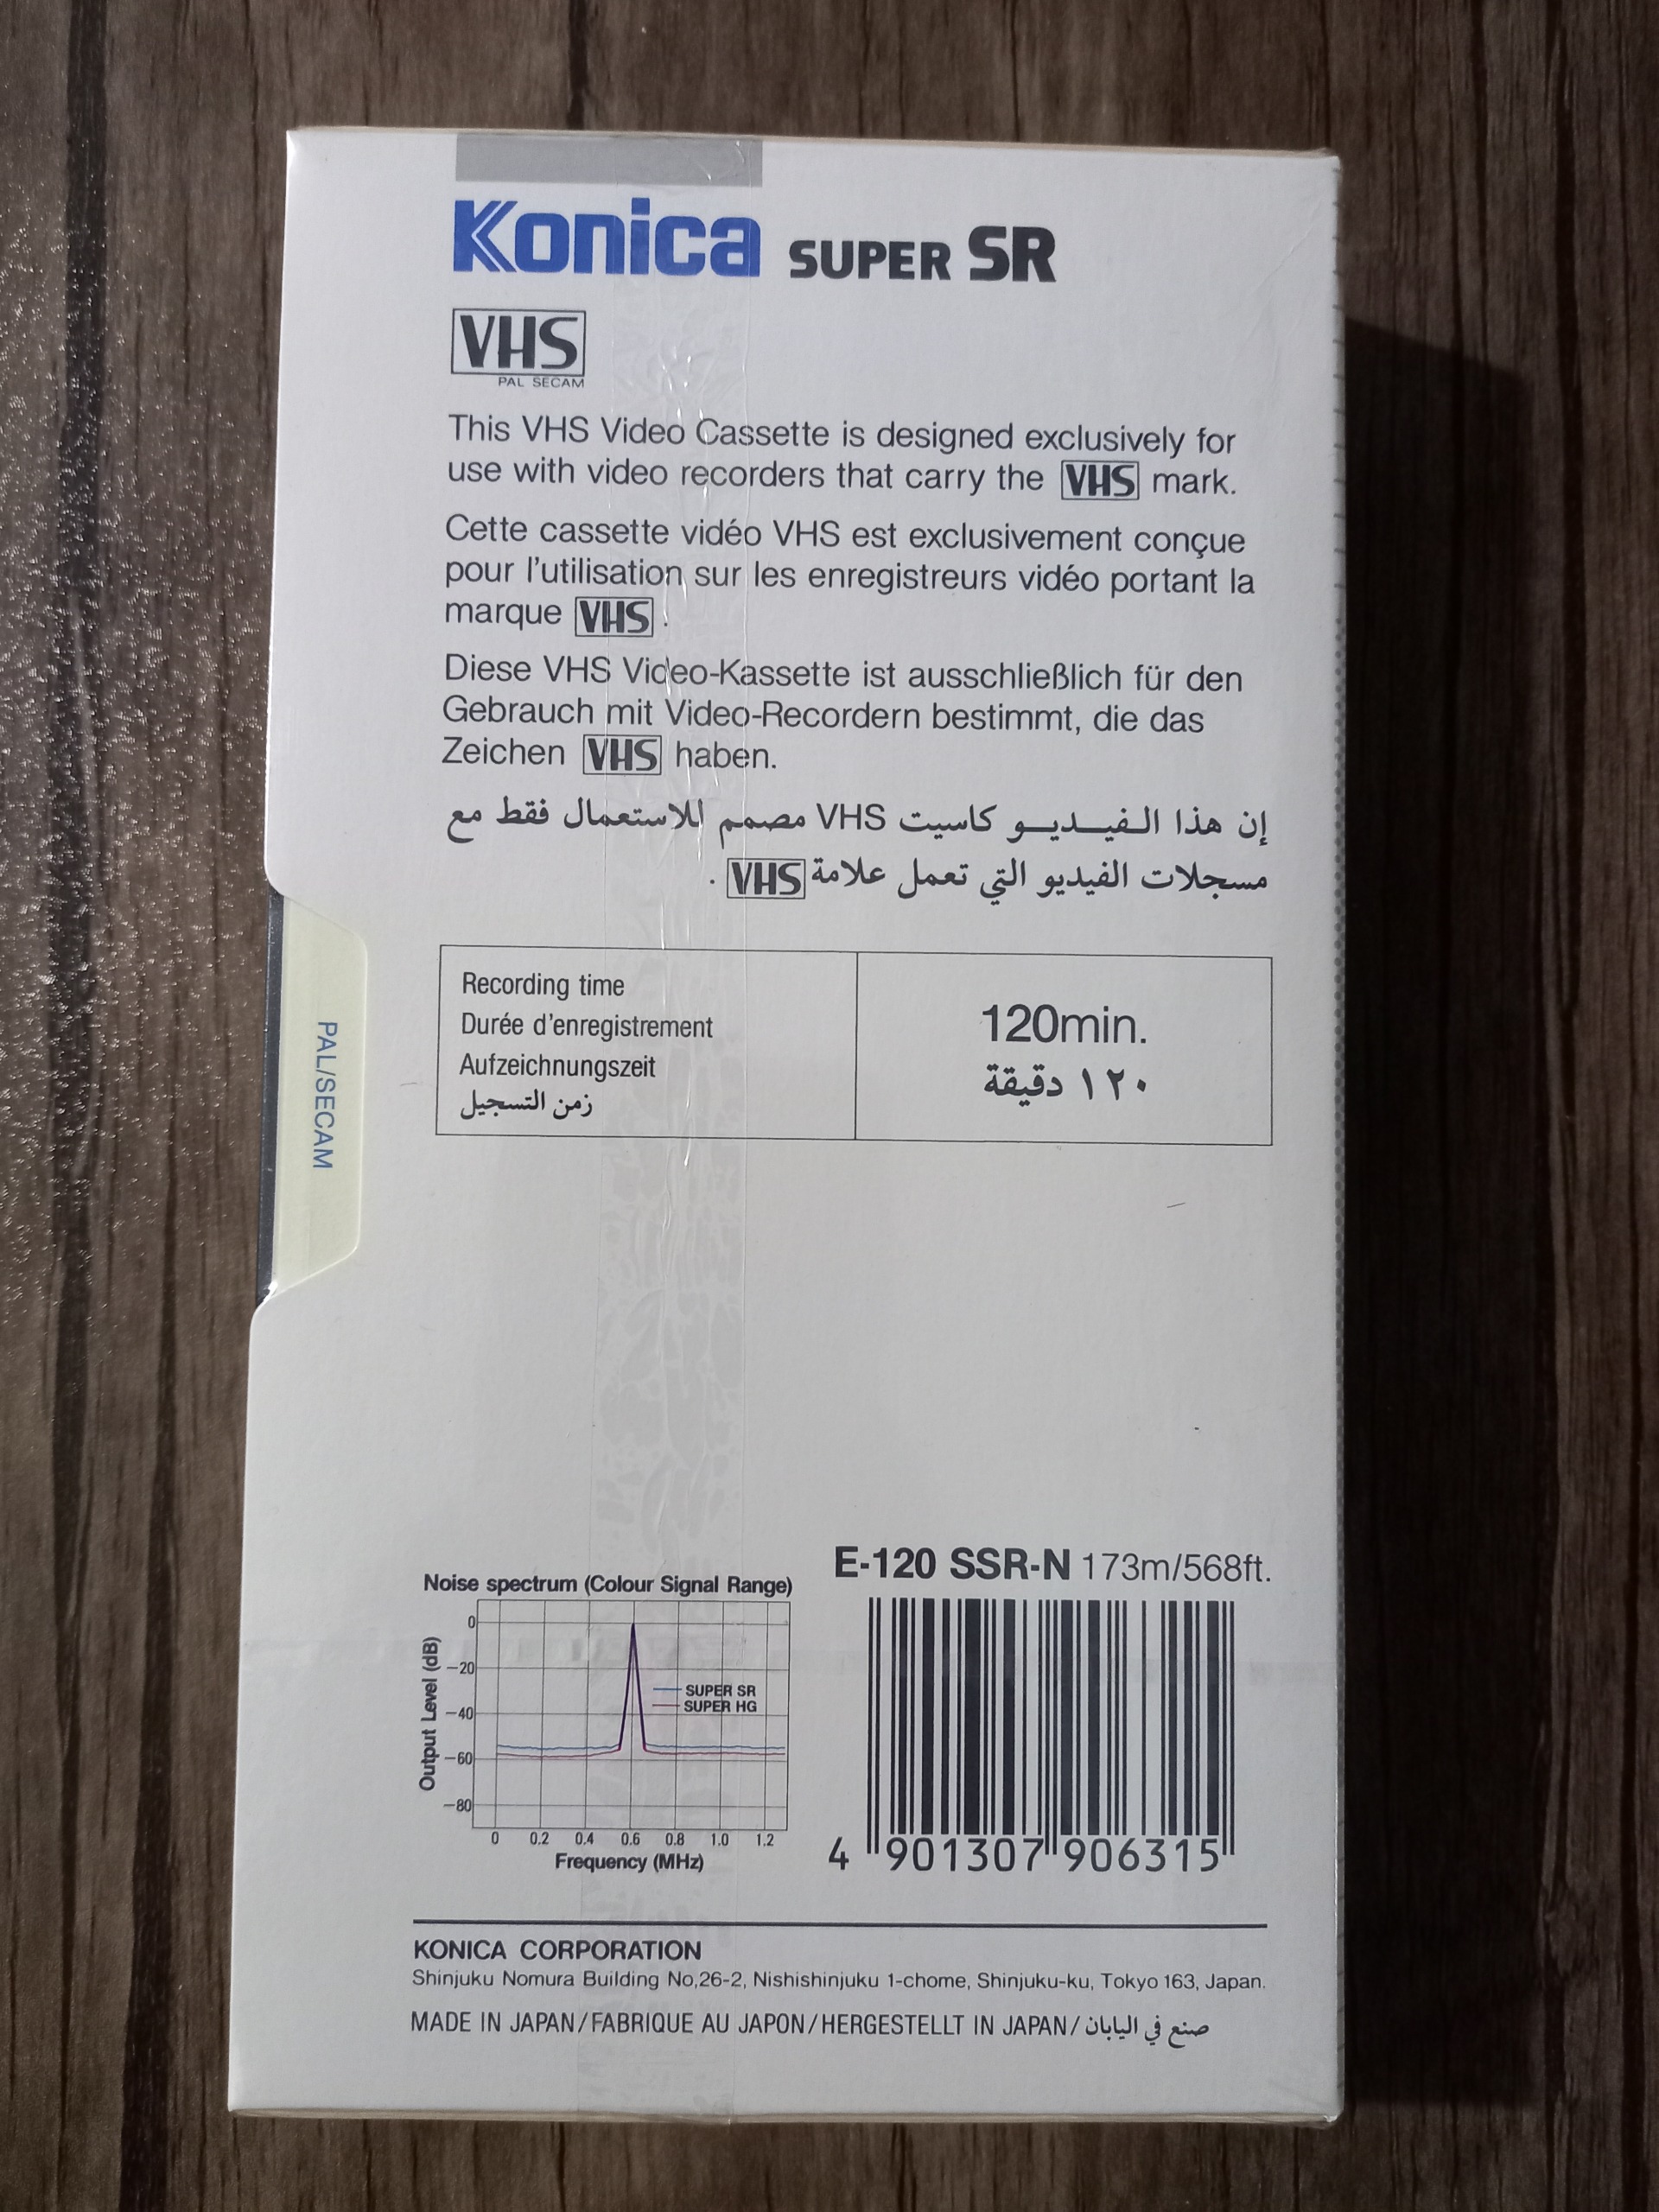 Konica SUPER SR
VHS
PAL SECAM
This VHS Video Cassette is designed exclusively for
use with video recorders that carry the VHS mark.
Cette cassette vidéo VHS est exclusivement conçue
pour l'utilisation sur les enregistreurs vidéo portant la
marque VHS.
Diese VHS Video-Kassette ist ausschließlich für den
Gebrauch mit Video-Recordern bestimmt, die das
Zeichen VHS haben.
إن هذا الفيديو كاسيت VHS مصمم للاستعمال فقط مع
مسجلات الفيديو التي تعمل علامة VHS .
Recording time
Durée d'enregistrement
Aufzeichnungszeit
زمن التسجيل
120min.
١٢٠ دقيقة
PAL/SECAM
E-120 SSR-N 173m/568ft.
Noise spectrum (Colour Signal Range)
Output Level (dB)
0
−20
−40
−60
−80
SUPER SR
SUPER HG
0 0.2 0.4 0.6 0.8 1.0 1.2
Frequency (MHz)
4 901307 906315
KONICA CORPORATION
Shinjuku Nomura Building No,26-2, Nishishinjuku 1-chome, Shinjuku-ku, Tokyo 163, Japan.
MADE IN JAPAN/FABRIQUE AU JAPON/HERGESTELLT IN JAPAN/صنع في اليابان